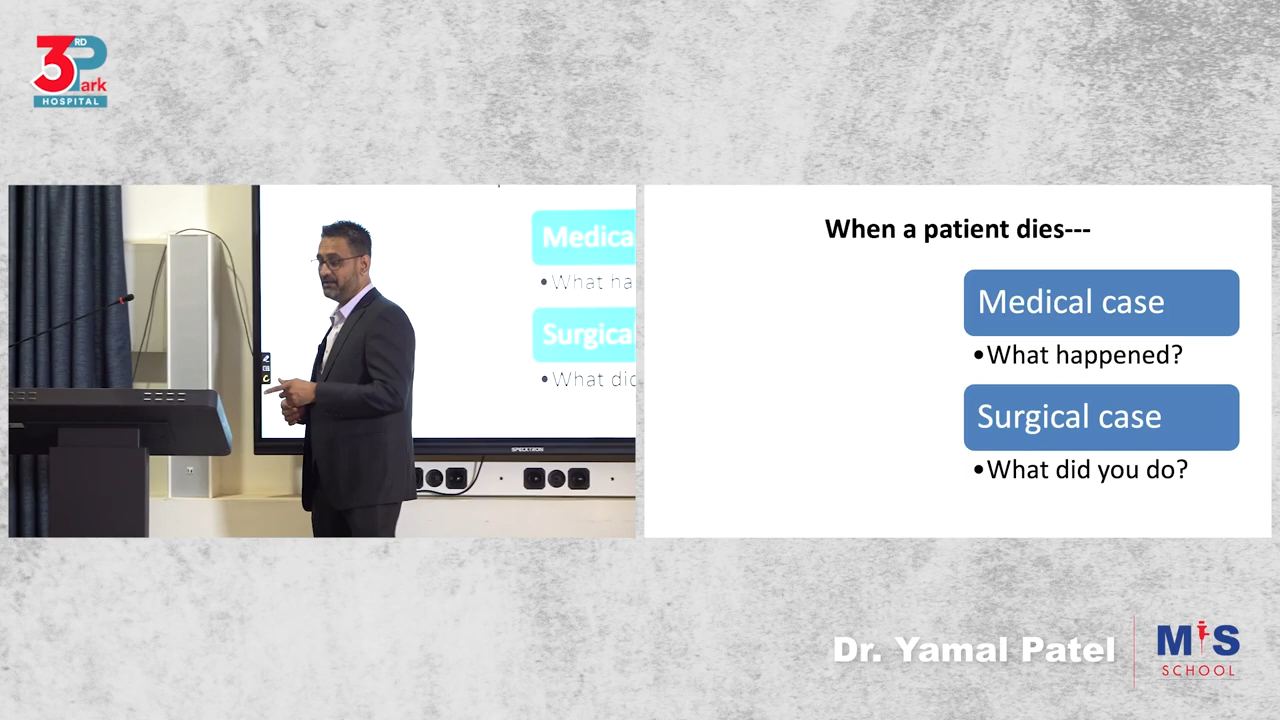 3RD Park
HOSPITAL
Medica
•What ha
Surgica
•What did
SPECKTRON
When a patient dies---
Medical case
•What happened?
Surgical case
•What did you do?
Dr. Yamal Patel
MiS
SCHOOL